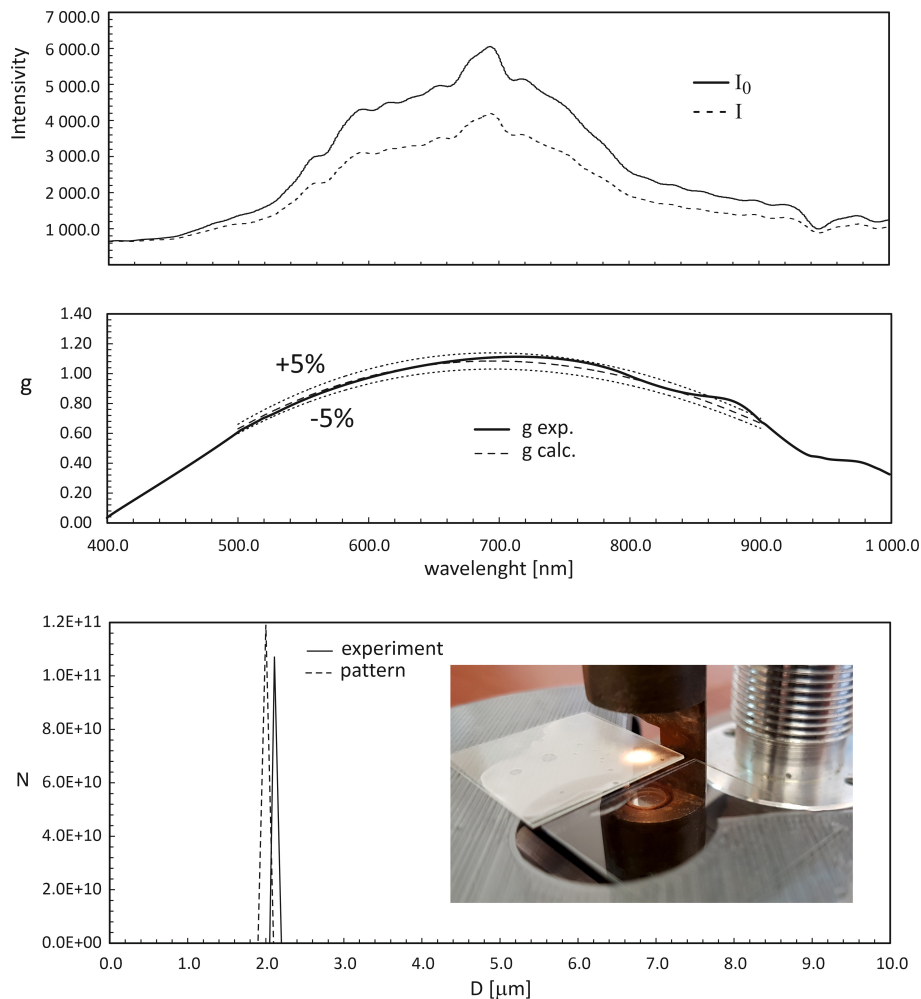 7 000.0
6 000.0
5 000.0
4 000.0
3 000.0
2 000.0
1 000.0
Intensivity
I0
I
1.40
1.20
1.00
0.80
0.60
0.40
0.20
0.00
g
+5%
-5%
g exp.
g calc.
400.0 500.0 600.0 700.0 800.0 900.0 1 000.0
wavelenght [nm]
1.2E+11
1.0E+11
8.0E+10
6.0E+10
4.0E+10
2.0E+10
0.0E+00
N
experiment
pattern
0.0 1.0 2.0 3.0 4.0 5.0 6.0 7.0 8.0 9.0 10.0
D [µm]